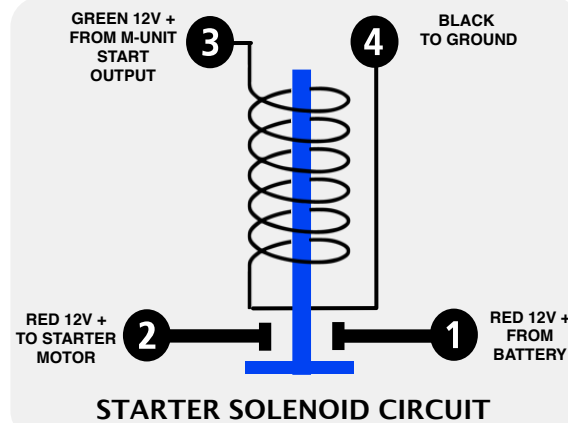 GREEN 12V +
FROM M-UNIT
START
OUTPUT
3
4
BLACK
TO GROUND
RED 12V +
TO STARTER
MOTOR
2
1
RED 12V +
FROM
BATTERY
STARTER SOLENOID CIRCUIT